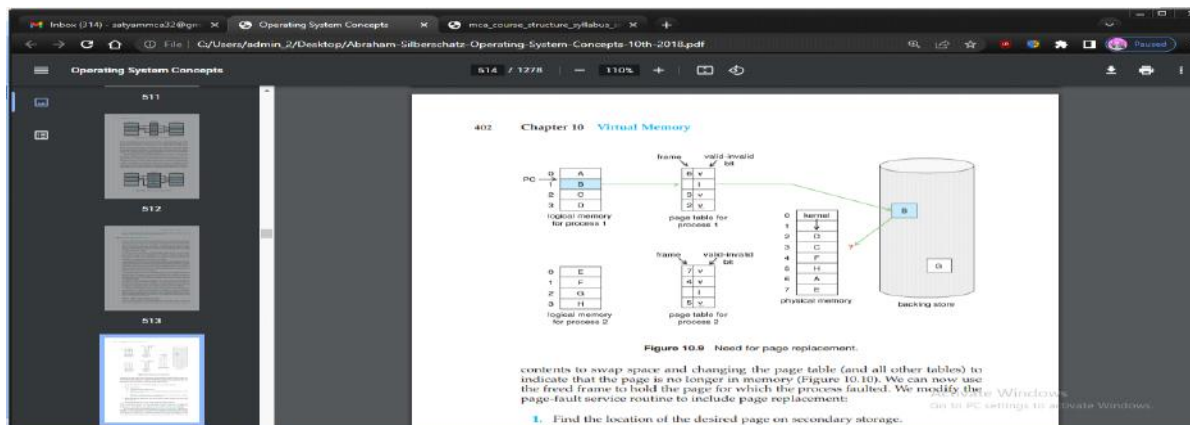 Inbox (314) - satyammca32@gm
Operating System Concepts
mca_course_structure_syllabus_
File | C:/Users/admin_2/Desktop/Abraham-Silberschatz-Operating-System-Concepts-10th-2018.pdf
Paused
Operating System Concepts
514 / 1278
110%
511
512
513
402 Chapter 10 Virtual Memory
frame valid-invalid bit
PC
0 A
1 B
2 C
3 D
logical memory
for process 1
6 v
i
3 v
2 v
page table for
process 1
0 kernel
1
2 D
3 C
4 F
5 H
6 A
7 E
physical memory
?
B
G
backing store
0 E
1 F
2 G
3 H
logical memory
for process 2
frame valid-invalid bit
7 v
4 v
i
5 v
page table for
process 2
Figure 10.9 Need for page replacement.
contents to swap space and changing the page table (and all other tables) to
indicate that the page is no longer in memory (Figure 10.10). We can now use
the freed frame to hold the page for which the process faulted. We modify the
page-fault service routine to include page replacement:
1. Find the location of the desired page on secondary storage.
Activate Windows
Go to PC settings to activate Windows.